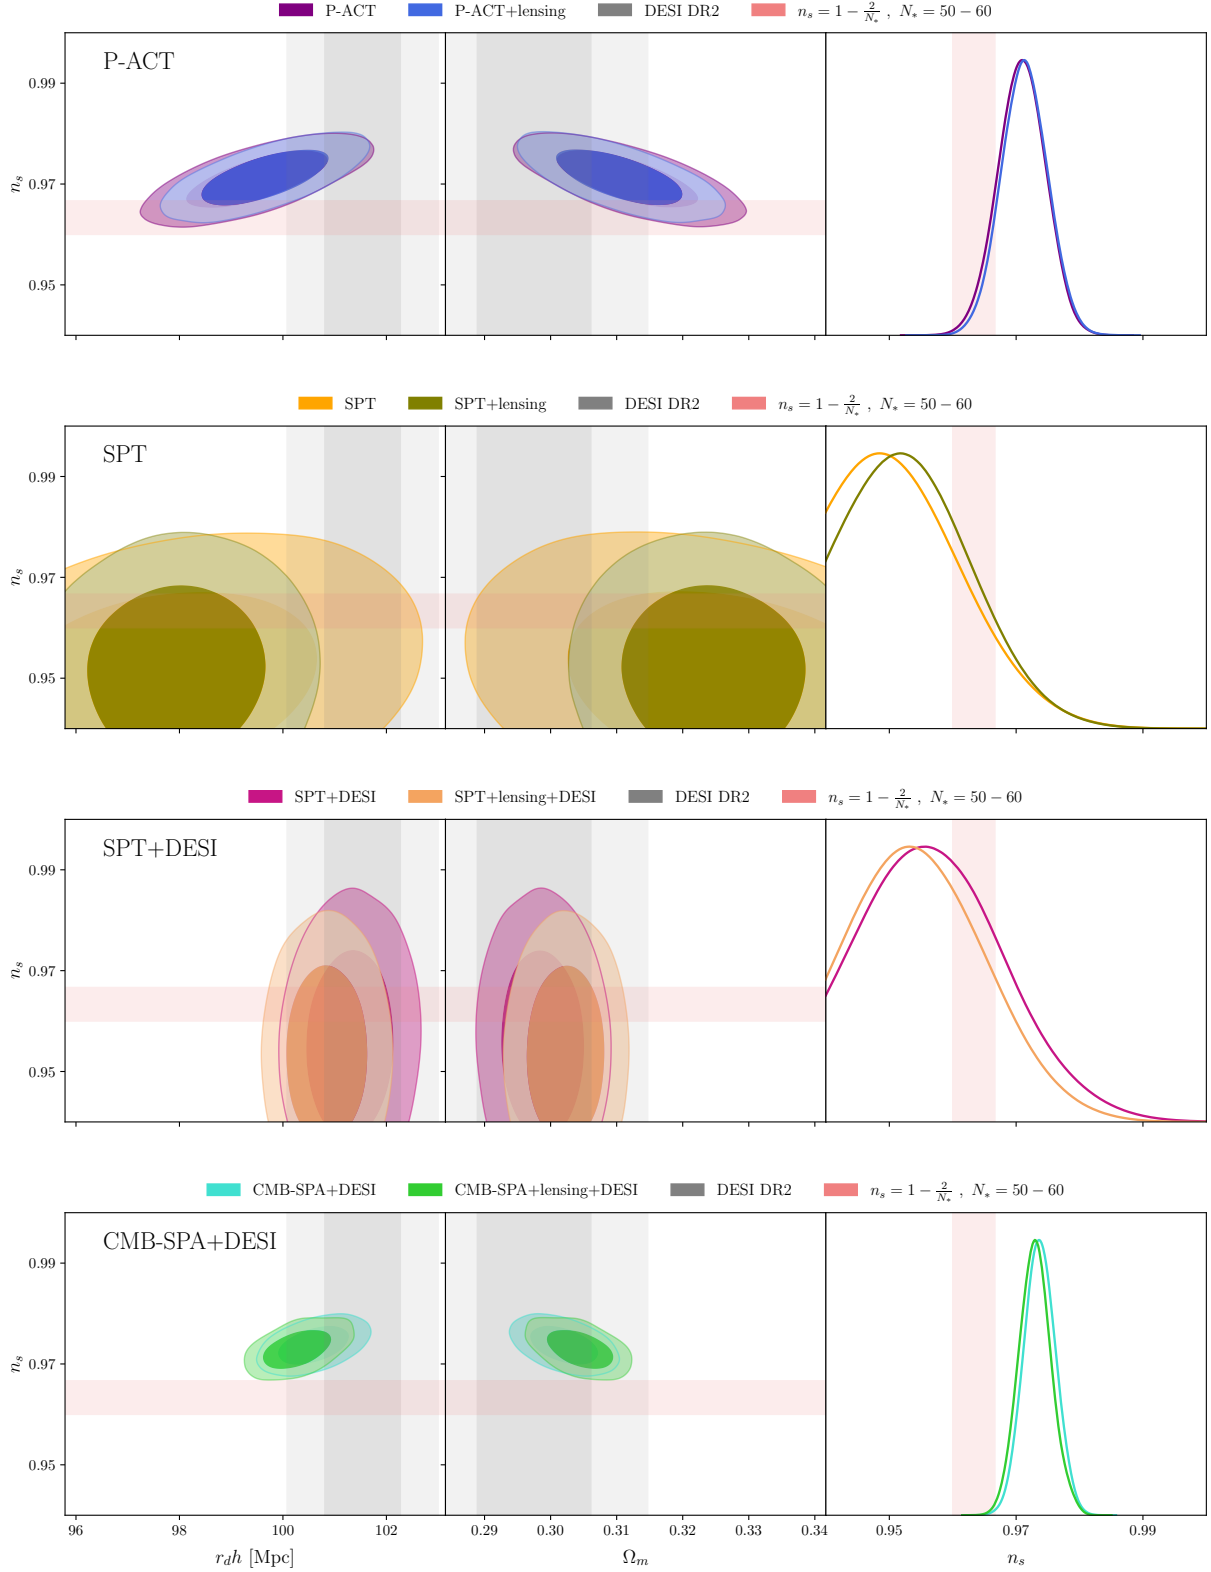 P-ACT P-ACT+lensing DESI DR2 n_s = 1 − 2/N_* , N_* = 50 − 60
P-ACT
0.99
0.97
0.95
n_s
SPT SPT+lensing DESI DR2 n_s = 1 − 2/N_* , N_* = 50 − 60
SPT
0.99
0.97
0.95
n_s
SPT+DESI SPT+lensing+DESI DESI DR2 n_s = 1 − 2/N_* , N_* = 50 − 60
SPT+DESI
0.99
0.97
0.95
n_s
CMB-SPA+DESI CMB-SPA+lensing+DESI DESI DR2 n_s = 1 − 2/N_* , N_* = 50 − 60
CMB-SPA+DESI
0.99
0.97
0.95
n_s
96 98 100 102 0.29 0.30 0.31 0.32 0.33 0.34 0.95 0.97 0.99
r_d h [Mpc] Ω_m n_s